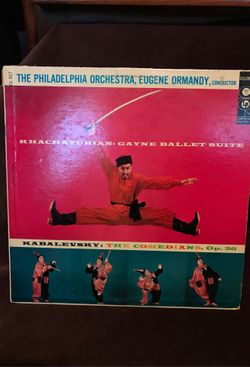 THE PHILADELPHIA ORCHESTRA, EUGENE ORMANDY, CONDUCTOR
KHACHATURIAN: GAYNE BALLET SUITE
KABALEVSKY: THE COMEDIANS, Op. 26